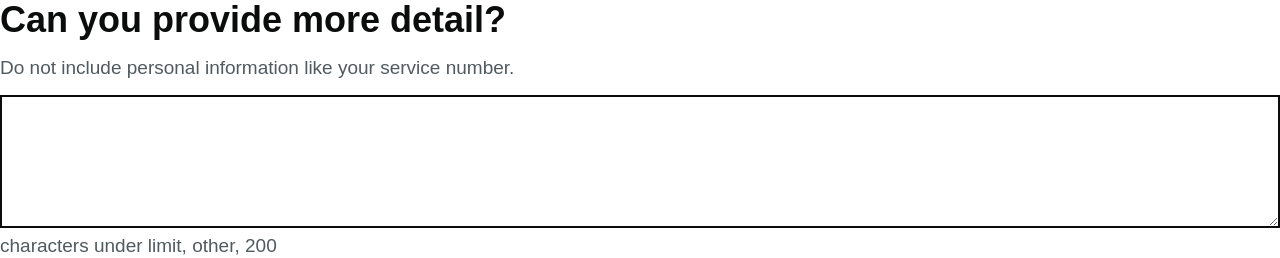 Can you provide more detail?
Do not include personal information like your service number.
characters under limit, other, 200